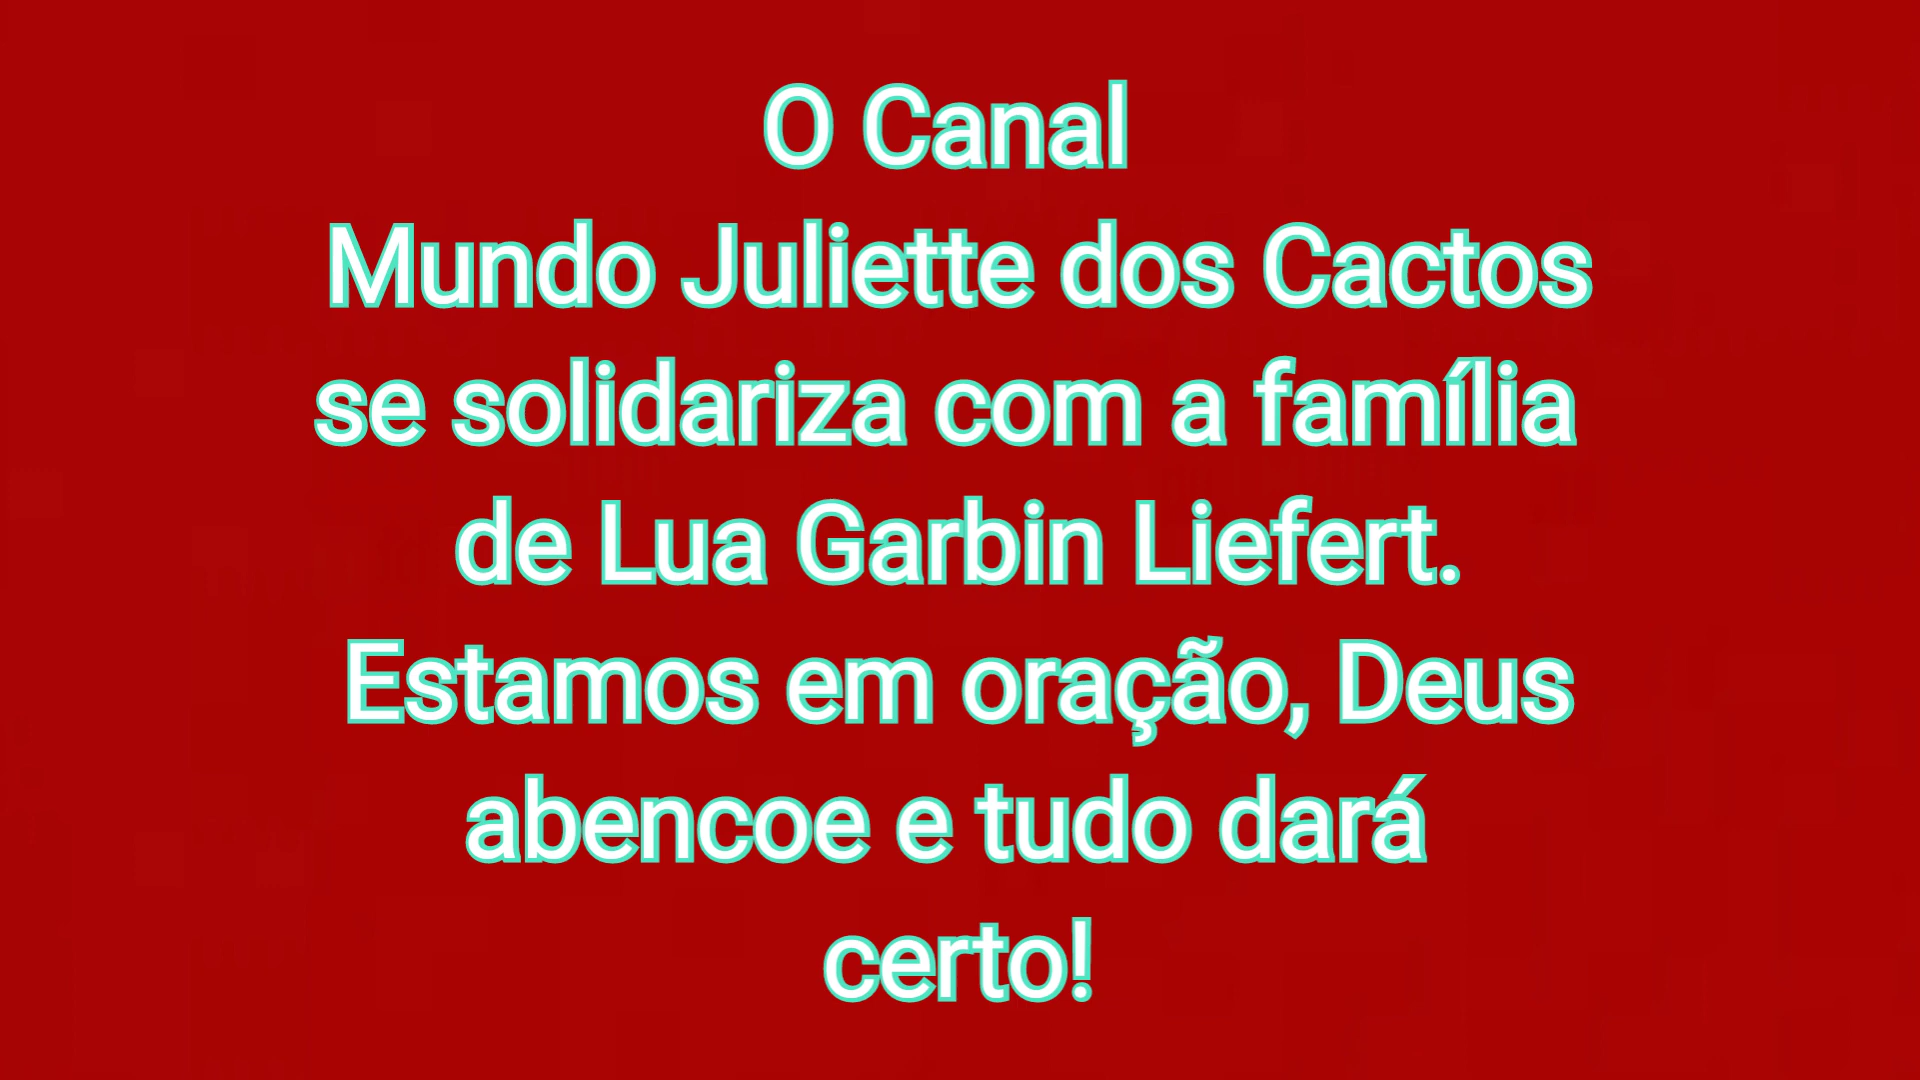 O Canal
Mundo Juliette dos Cactos
se solidariza com a família
de Lua Garbin Liefert.
Estamos em oração, Deus
abencoe e tudo dará
certo!